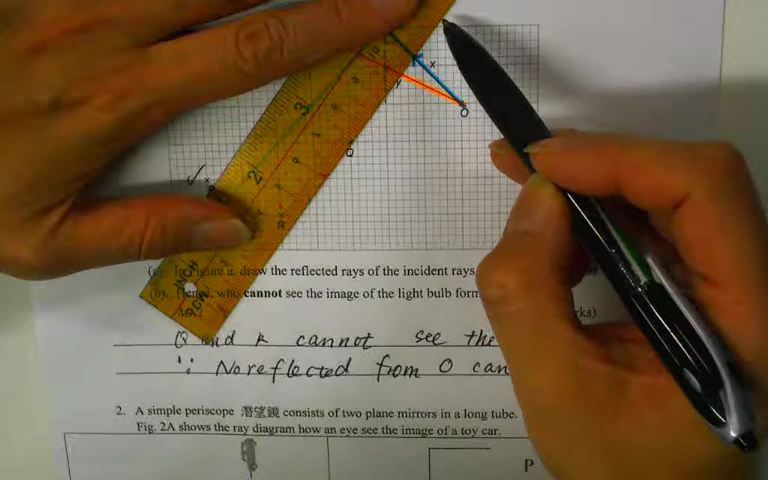 x
y
O
Q
3
2
INCH
(a) In figure a, draw the reflected rays of the incident rays
(b) Hence, who cannot see the image of the light bulb form
ks)
Q and R cannot see the
∵ No reflected from O can
2. A simple periscope 潛望鏡 consists of two plane mirrors in a long tube.
Fig. 2A shows the ray diagram how an eye see the image of a toy car.
P